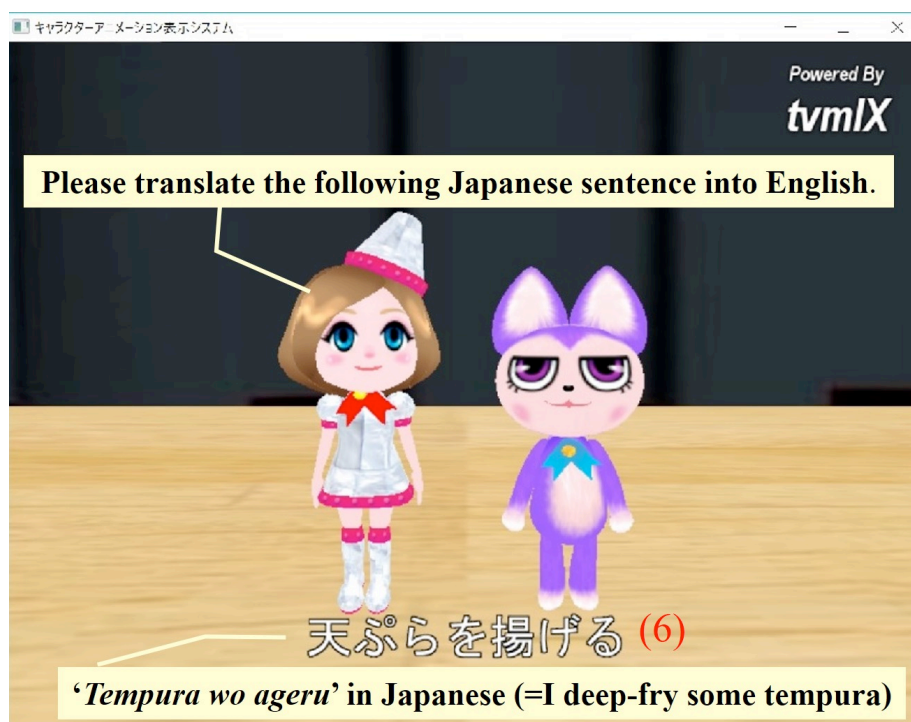 キャラクターアニメーション表示システム
Powered By
tvmlX
Please translate the following Japanese sentence into English.
天ぷらを揚げる (6)
‘Tempura wo ageru’ in Japanese (=I deep-fry some tempura)